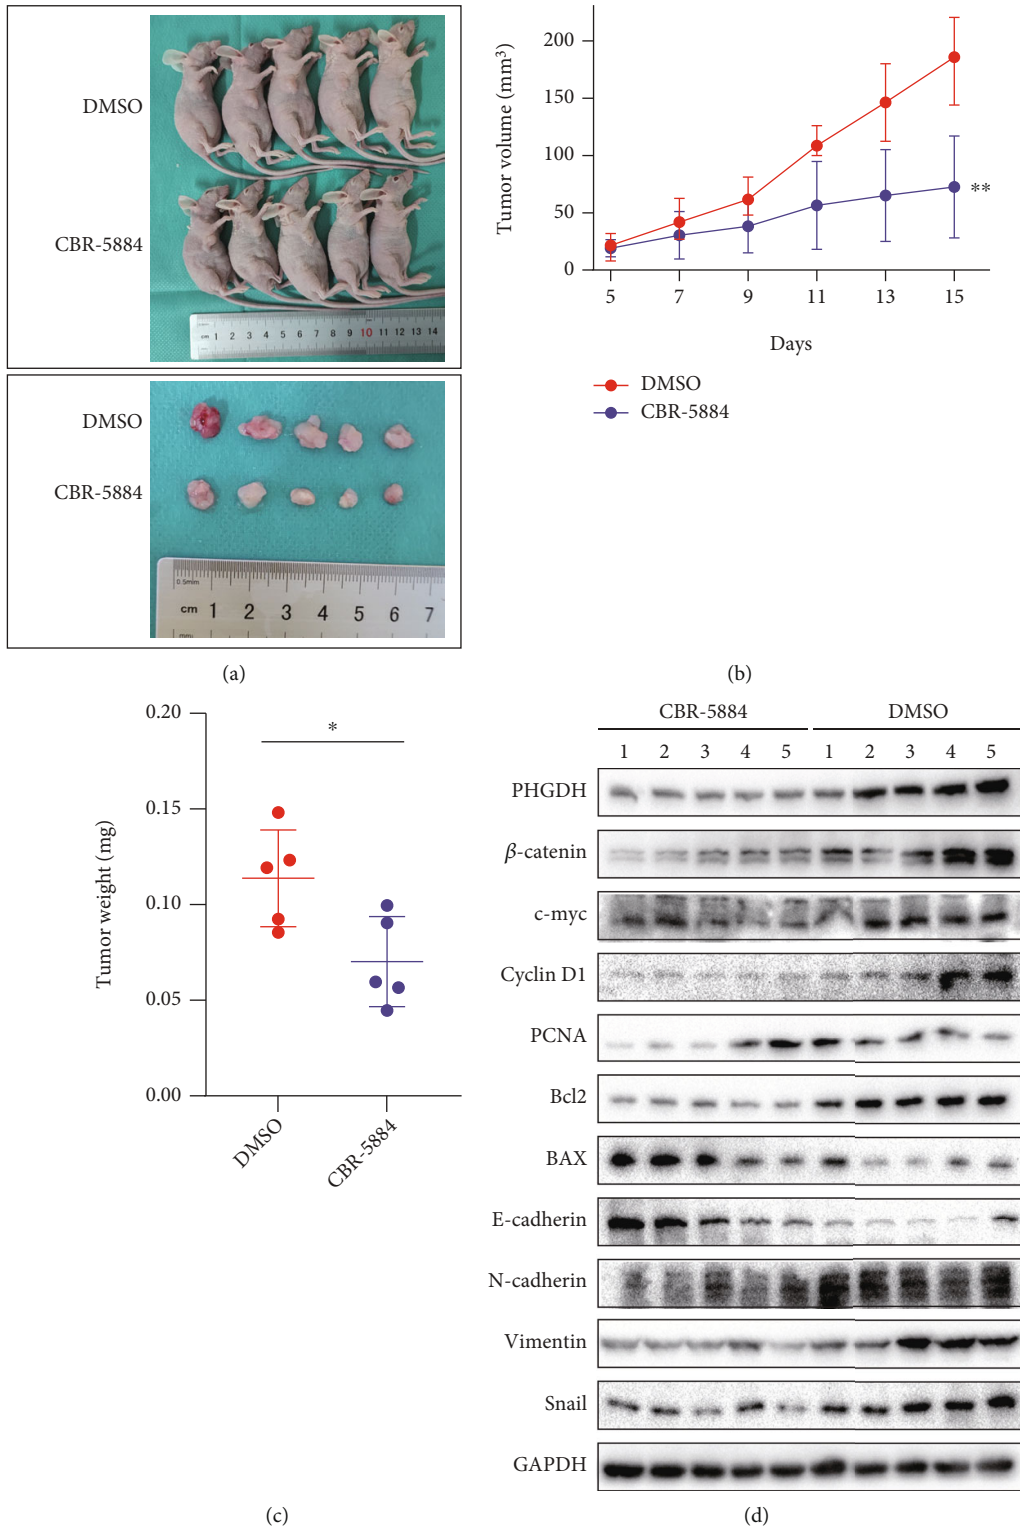 DMSO
CBR-5884
cm 1 2 3 4 5 6 7 8 9 10 11 12 13 14
DMSO
CBR-5884
0.5mm
cm 1 2 3 4 5 6 7
(a)
Tumor volume (mm³)
200
150
100
50
0
**
5 7 9 11 13 15
Days
DMSO
CBR-5884
(b)
Tumor weight (mg)
0.20
0.15
0.10
0.05
0.00
*
DMSO
CBR-5884
(c)
CBR-5884 DMSO
1 2 3 4 5 1 2 3 4 5
PHGDH
β-catenin
c-myc
Cyclin D1
PCNA
Bcl2
BAX
E-cadherin
N-cadherin
Vimentin
Snail
GAPDH
(d)